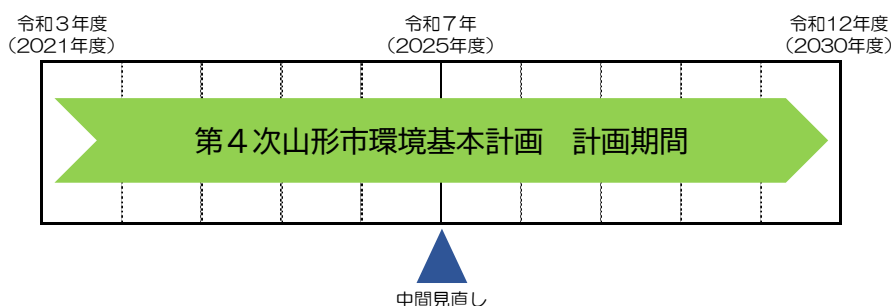 令和３年度
（2021年度）
令和７年
（2025年度）
令和12年度
（2030年度）
第４次山形市環境基本計画　計画期間
中間見直し